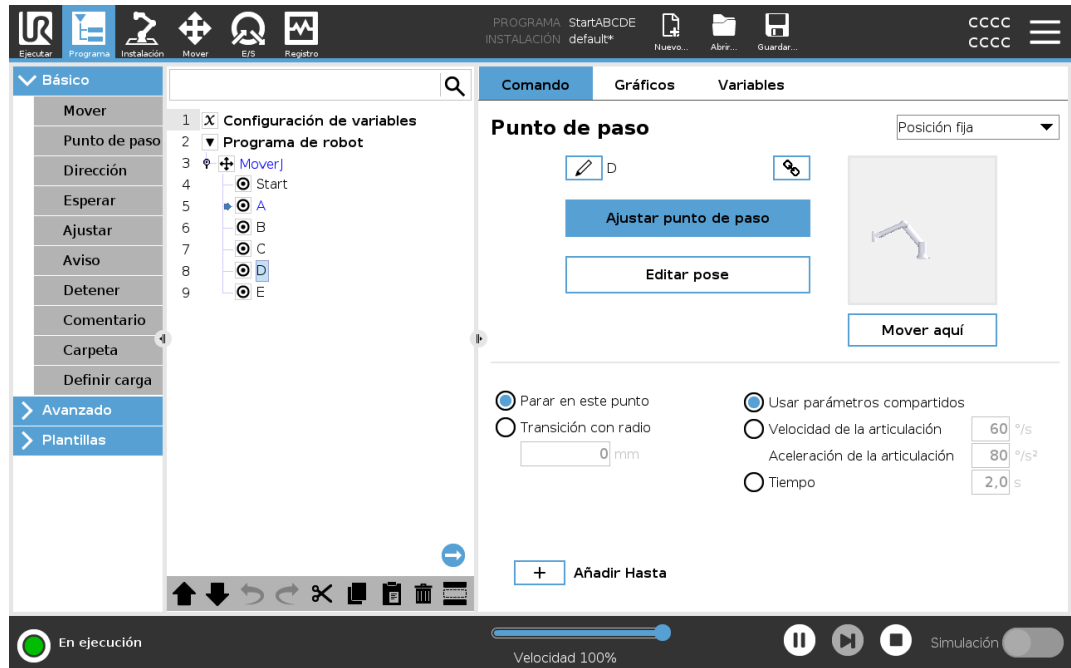 PROGRAMA StartABCDE
INSTALACIÓN default*
CCCC
CCCC
Ejecutar Programa Instalación Mover E/S Registro Nuevo... Abrir... Guardar...
Básico
Mover
Punto de paso
Dirección
Esperar
Ajustar
Aviso
Detener
Comentario
Carpeta
Definir carga
Avanzado
Plantillas
1 X Configuración de variables
2 Programa de robot
3 MoverJ
4 Start
5 A
6 B
7 C
8 D
9 E
Comando Gráficos Variables
Punto de paso
Posición fija
D
Ajustar punto de paso
Editar pose
Mover aquí
Parar en este punto
Transición con radio
0 mm
Usar parámetros compartidos
Velocidad de la articulación 60 °/s
Aceleración de la articulación 80 °/s²
Tiempo 2,0 s
+ Añadir Hasta
En ejecución
Velocidad 100%
Simulación